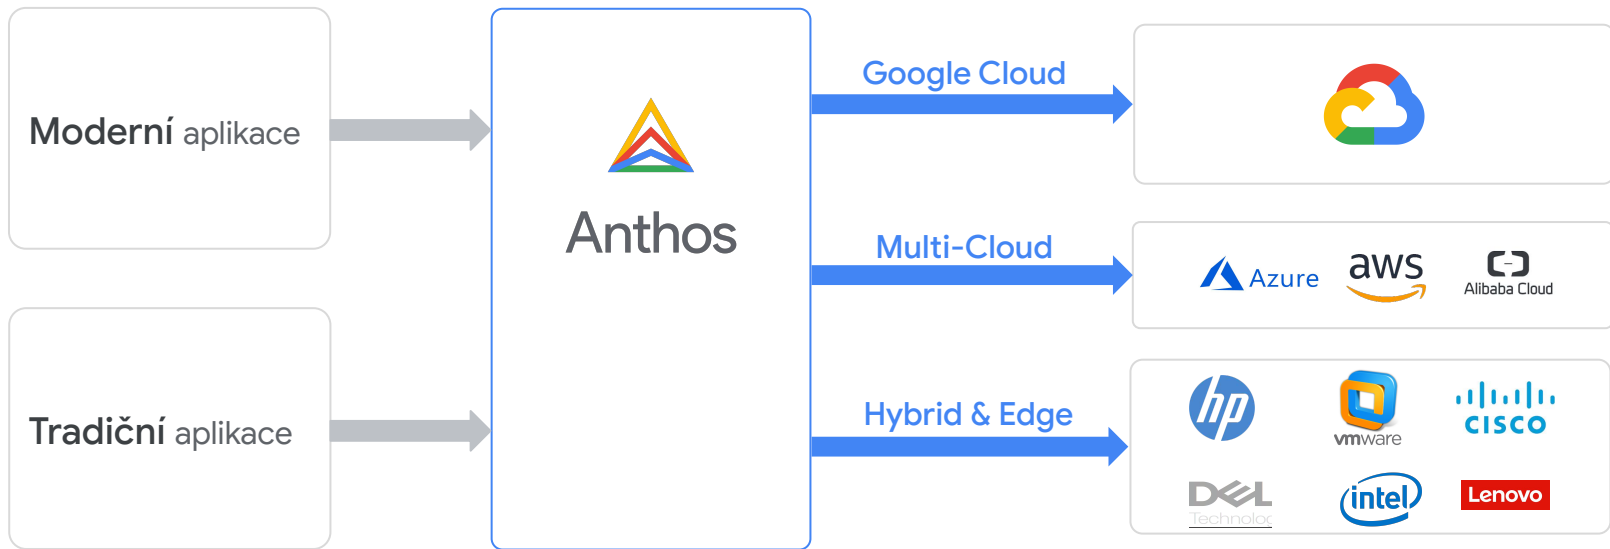 Moderní aplikace
Tradiční aplikace
Anthos
Google Cloud
Multi-Cloud
Hybrid & Edge
Azure
aws
Alibaba Cloud
hp
vmware
CISCO
DELL
Technolog
intel
Lenovo